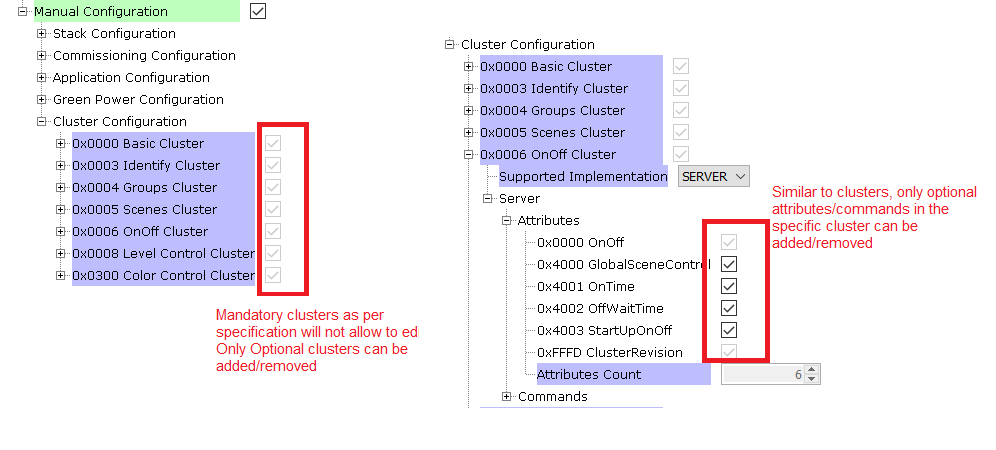 Manual Configuration
Stack Configuration
Commissioning Configuration
Application Configuration
Green Power Configuration
Cluster Configuration
0x0000 Basic Cluster
0x0003 Identify Cluster
0x0004 Groups Cluster
0x0005 Scenes Cluster
0x0006 OnOff Cluster
0x0008 Level Control Cluster
0x0300 Color Control Cluster
Mandatory clusters as per
specification will not allow to ed
Only Optional clusters can be
added/removed
Cluster Configuration
0x0000 Basic Cluster
0x0003 Identify Cluster
0x0004 Groups Cluster
0x0005 Scenes Cluster
0x0006 OnOff Cluster
Supported Implementation SERVER
Server
Attributes
0x0000 OnOff
0x4000 GlobalSceneControl
0x4001 OnTime
0x4002 OffWaitTime
0x4003 StartUpOnOff
0xFFFD ClusterRevision
Attributes Count 6
Commands
Similar to clusters, only optional
attributes/commands in the
specific cluster can be
added/removed